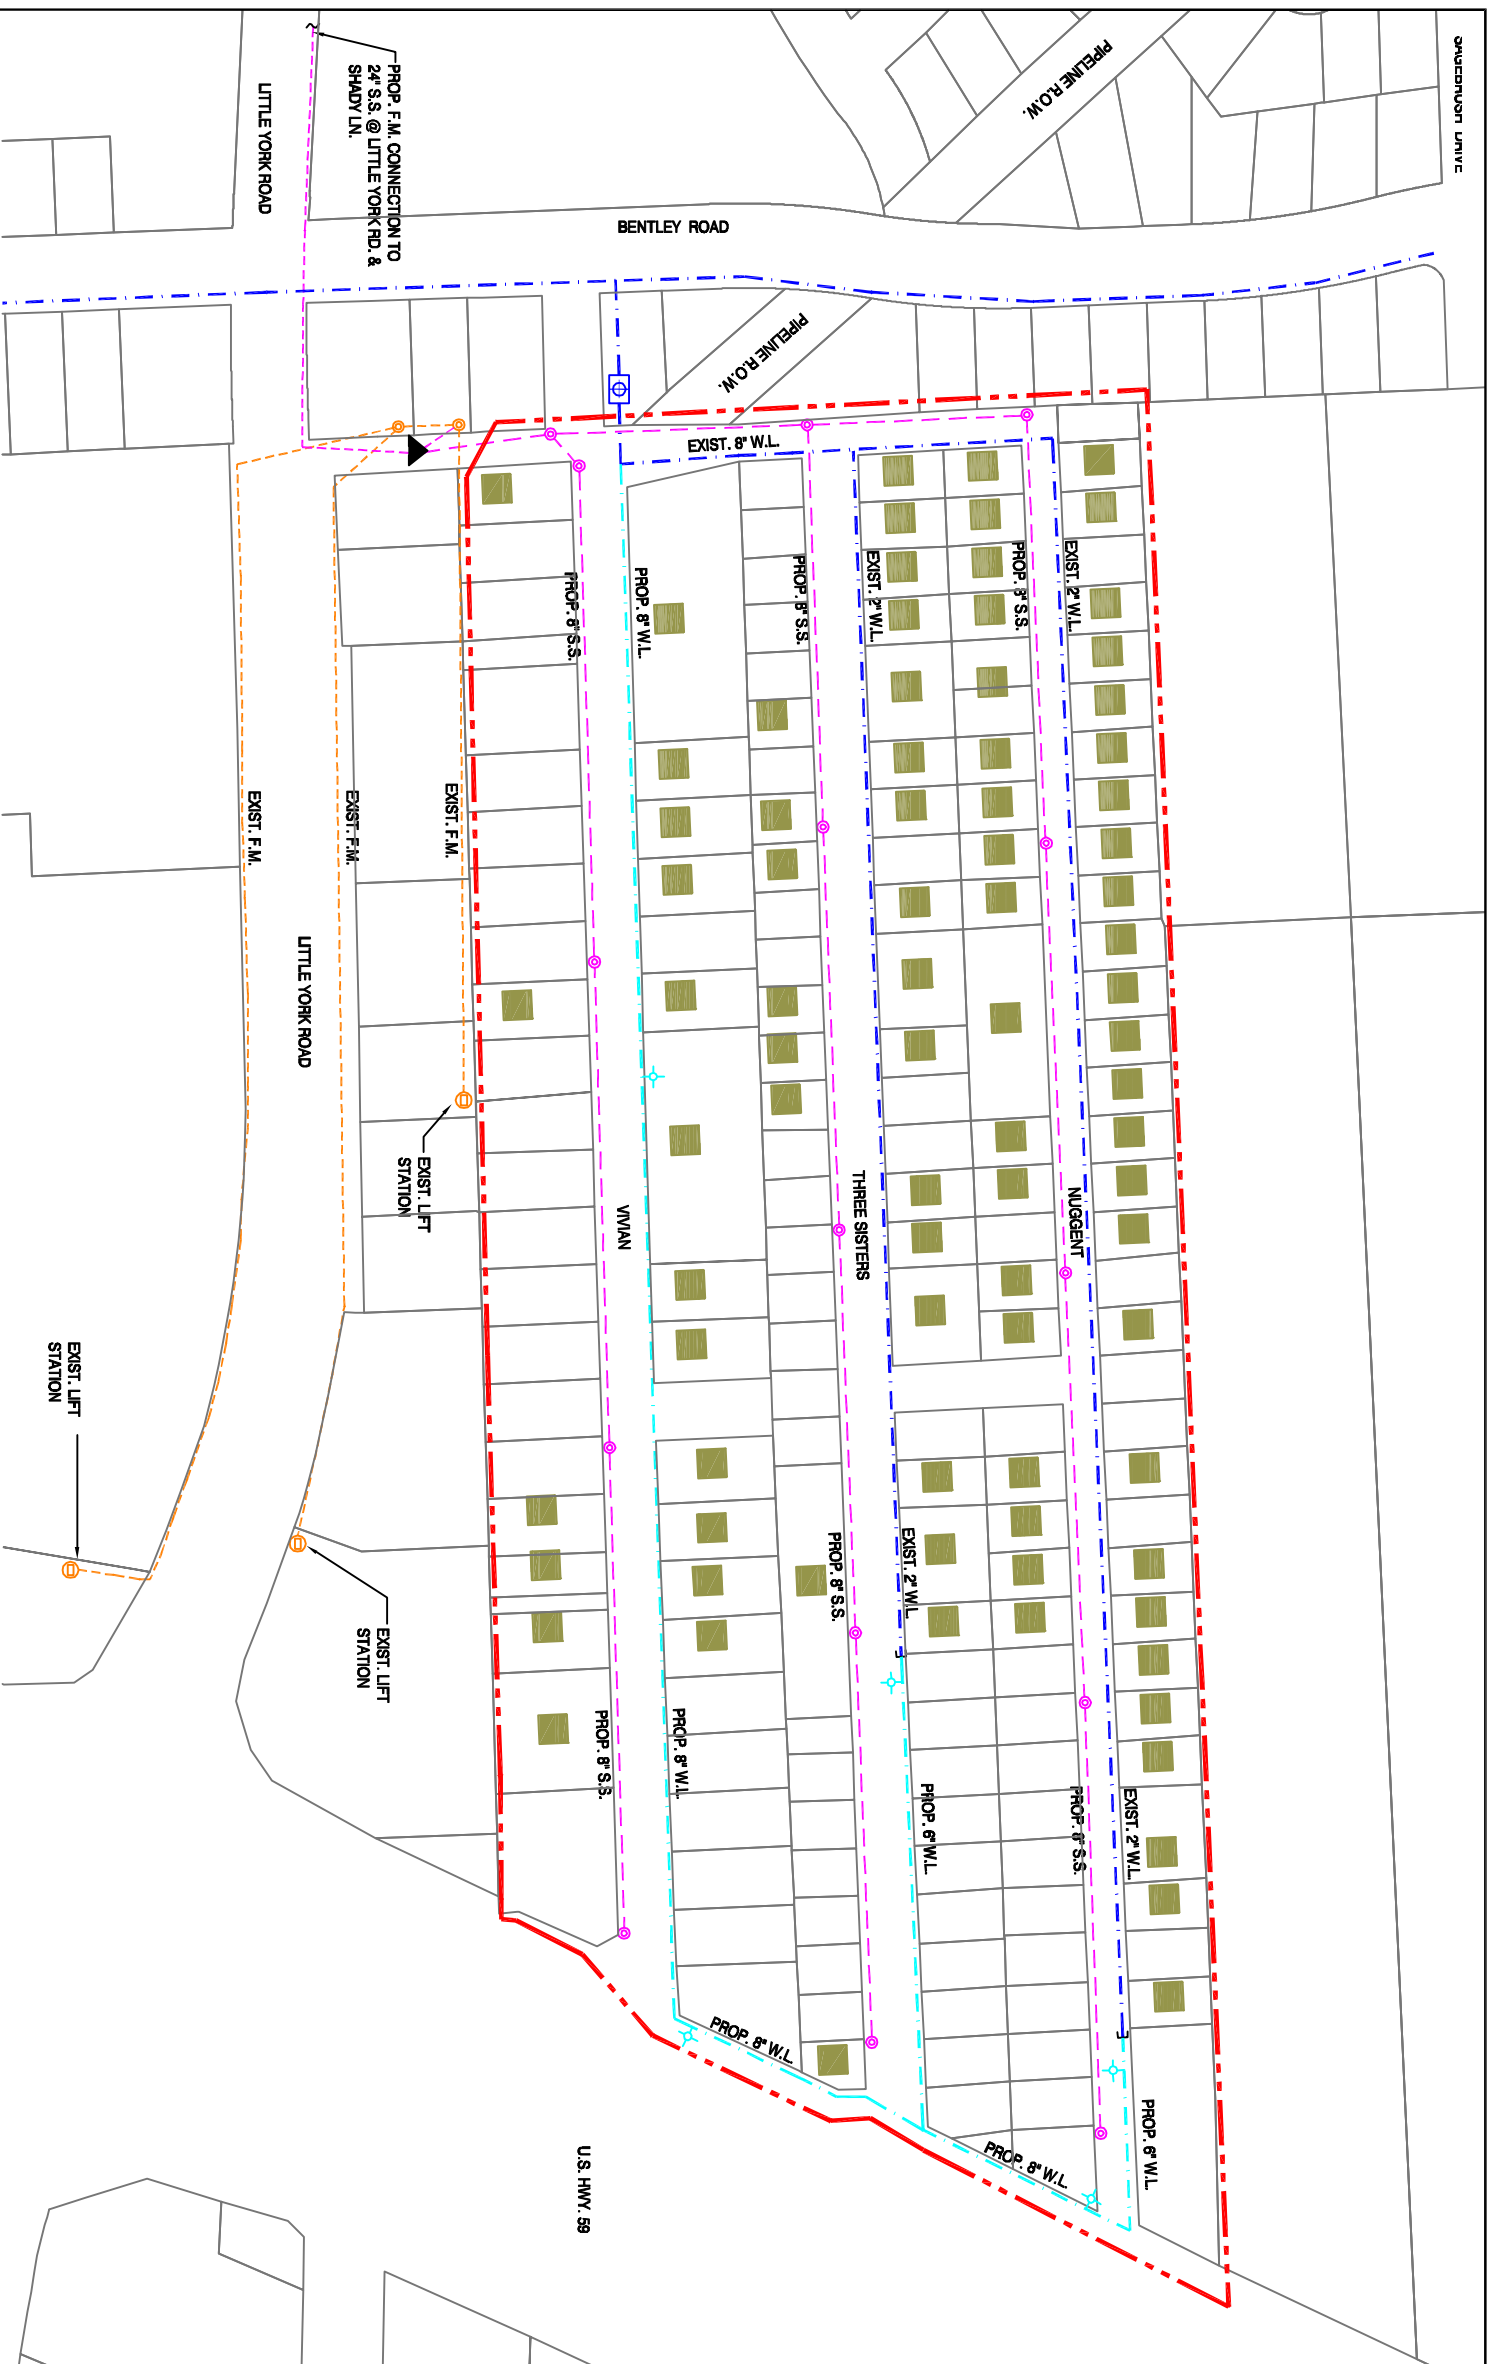 SAGEBRUSH DRIVE
PIPELINE R.O.W.
PROP. F.M. CONNECTION TO
24" S.S. @ LITTLE YORK RD. &
SHADY LN.
LITTLE YORK ROAD
BENTLEY ROAD
PIPELINE R.O.W.
EXIST. 8" W.L.
PROP. 8" S.S.
PROP. 8" W.L.
PROP. 8" S.S.
EXIST. 2" W.L.
PROP. 8" S.S.
EXIST. 2" W.L.
EXIST. F.M.
EXIST. F.M.
EXIST. F.M.
LITTLE YORK ROAD
EXIST. LIFT
STATION
VIVIAN
THREE SISTERS
NUGGENT
EXIST. LIFT
STATION
EXIST. LIFT
STATION
PROP. 8" S.S.
EXIST. 2" W.L.
PROP. 8" S.S.
PROP. 8" W.L.
PROP. 6" W.L.
PROP. 8" S.S.
EXIST. 2" W.L.
PROP. 8" W.L.
PROP. 8" W.L.
PROP. 6" W.L.
U.S. HWY. 59